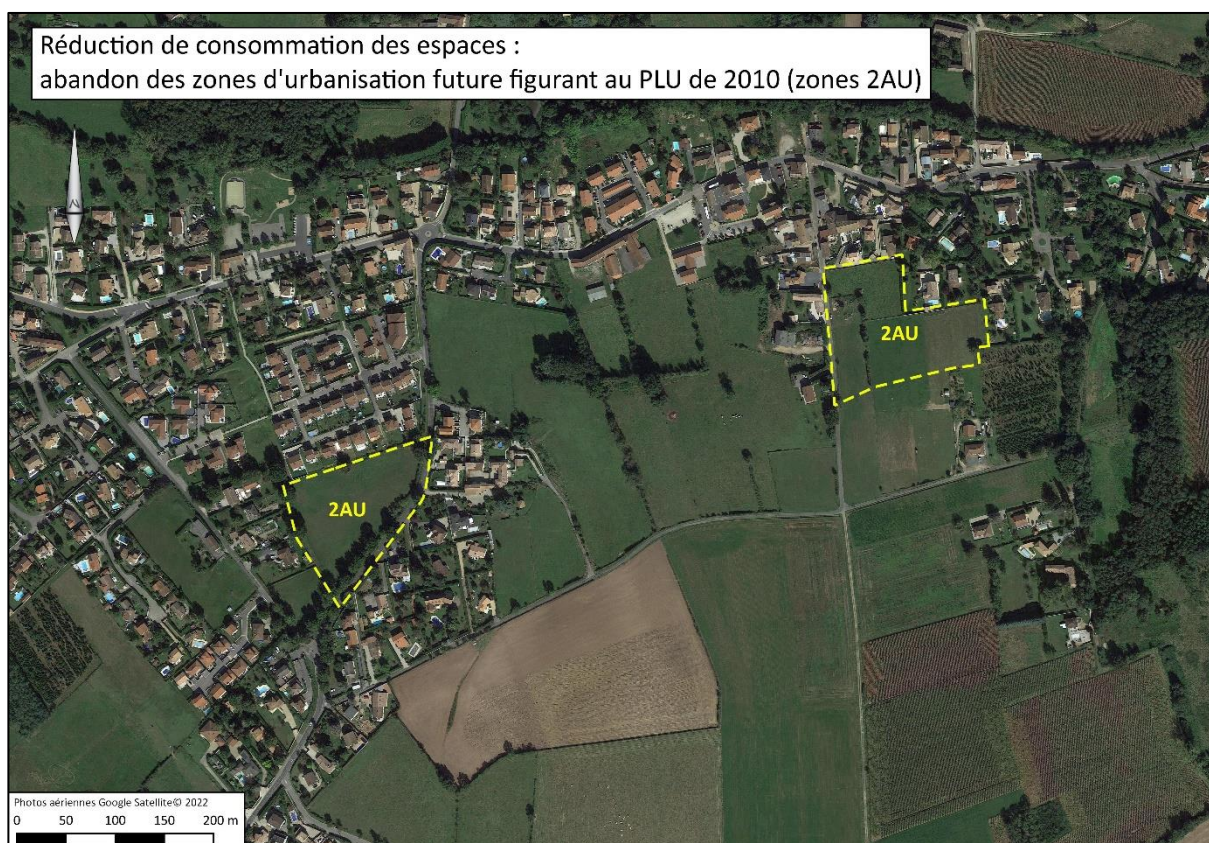 Réduction de consommation des espaces :
abandon des zones d'urbanisation future figurant au PLU de 2010 (zones 2AU)
2AU
2AU
Photos aériennes Google Satellite© 2022
0 50 100 150 200 m